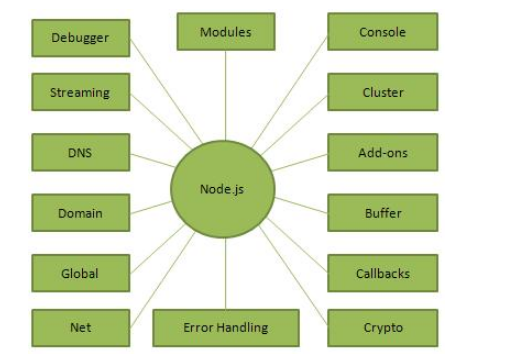 Modules
Console
Debugger
Streaming
Cluster
DNS
Add-ons
Node.js
Domain
Buffer
Global
Callbacks
Net
Error Handling
Crypto